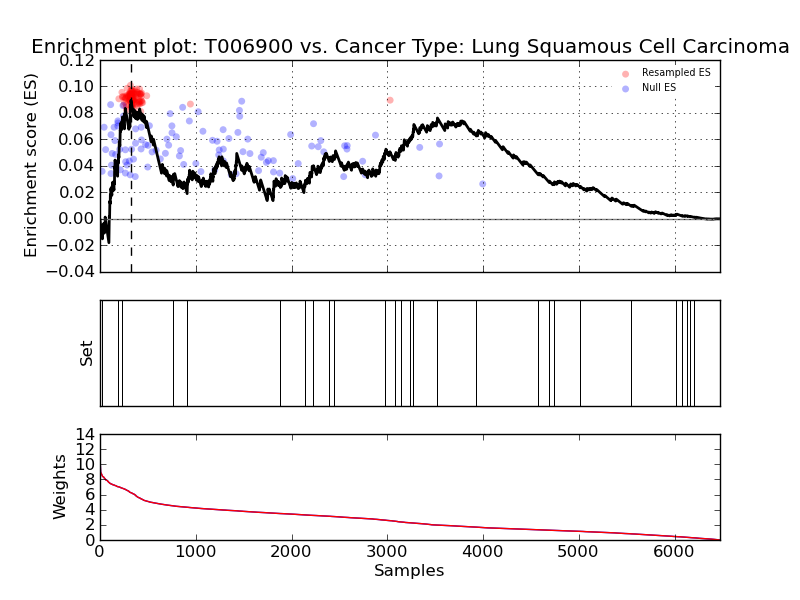 Enrichment plot: T006900 vs. Cancer Type: Lung Squamous Cell Carcinoma
Enrichment score (ES)
0.12
0.10
0.08
0.06
0.04
0.02
0.00
−0.02
−0.04
Resampled ES
Null ES
Set
Weights
14
12
10
8
6
4
2
0
0 1000 2000 3000 4000 5000 6000
Samples